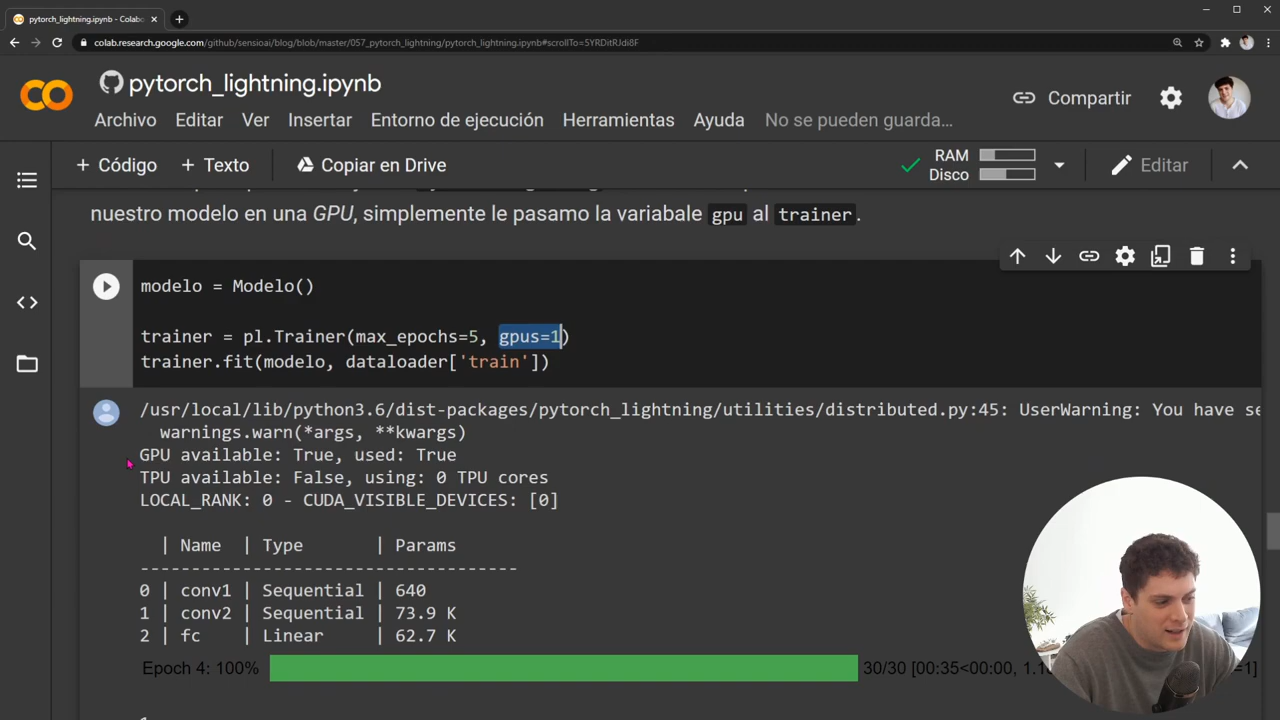 pytorch_lightning.ipynb - Colabo
colab.research.google.com/github/sensioai/blog/blob/master/057_pytorch_lightning/pytorch_lightning.ipynb#scrollTo=5YRDitRJdi8F
pytorch_lightning.ipynb
Compartir
Archivo Editar Ver Insertar Entorno de ejecución Herramientas Ayuda No se pueden guarda…
+ Código + Texto Copiar en Drive
RAM
Disco
Editar
nuestro modelo en una GPU, simplemente le pasamo la variabale gpu al trainer.
modelo = Modelo()
trainer = pl.Trainer(max_epochs=5, gpus=1)
trainer.fit(modelo, dataloader['train'])
/usr/local/lib/python3.6/dist-packages/pytorch_lightning/utilities/distributed.py:45: UserWarning: You have se
warnings.warn(*args, **kwargs)
GPU available: True, used: True
TPU available: False, using: 0 TPU cores
LOCAL_RANK: 0 - CUDA_VISIBLE_DEVICES: [0]
| Name | Type | Params
-------------------------------------
0 | conv1 | Sequential | 640
1 | conv2 | Sequential | 73.9 K
2 | fc | Linear | 62.7 K
Epoch 4: 100% 30/30 [00:35<00:00, 1.1 =1]